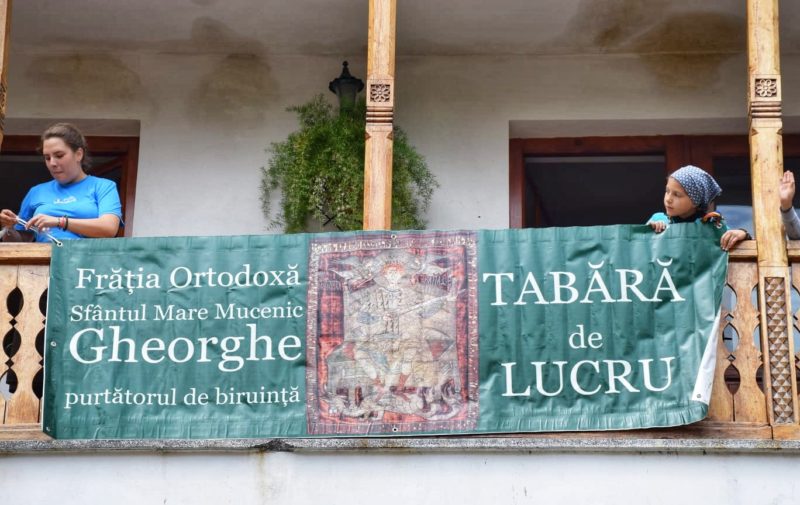 Frăția Ortodoxă
Sfântul Mare Mucenic
Gheorghe
purtătorul de biruință
TABĂRĂ
de
LUCRU